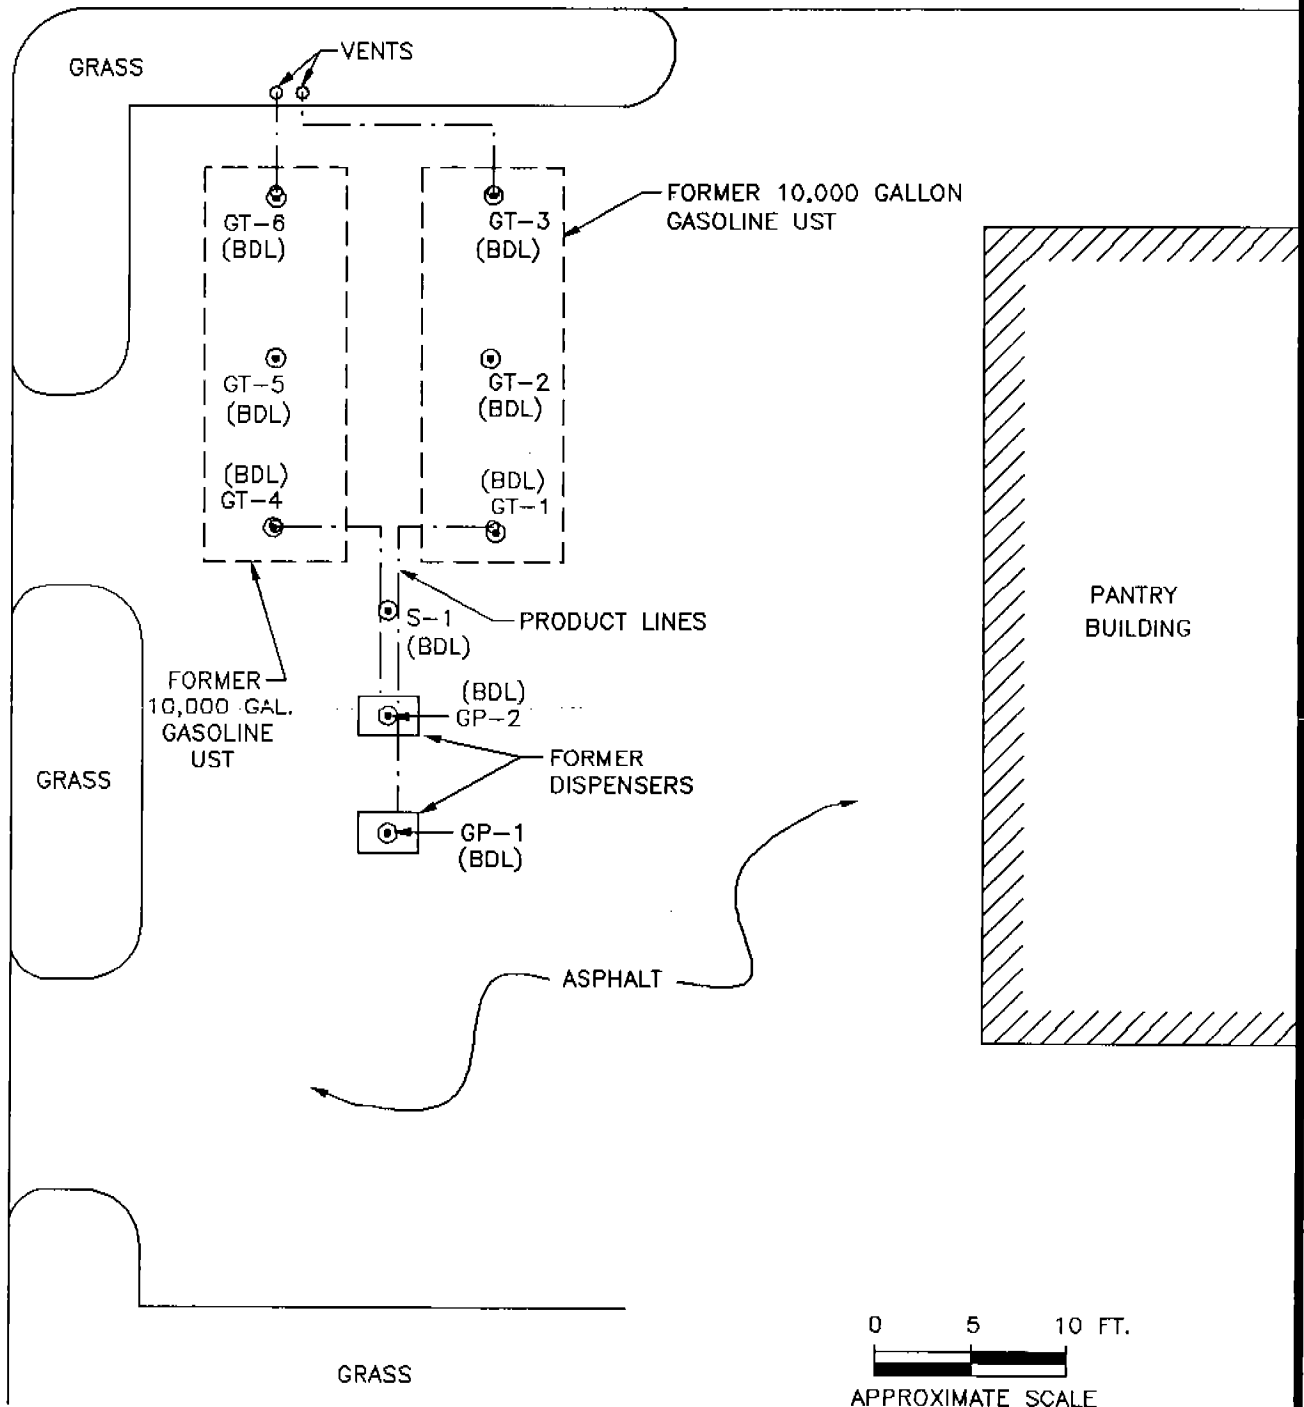 VENTS
GRASS
FORMER 10,000 GALLON
GASOLINE UST
GT-6
(BDL)
GT-3
(BDL)
GT-5
(BDL)
GT-2
(BDL)
(BDL)
GT-4
(BDL)
GT-1
S-1
(BDL)
PRODUCT LINES
PANTRY
BUILDING
FORMER
10,000 GAL.
GASOLINE
UST
(BDL)
GP-2
FORMER
DISPENSERS
GRASS
GP-1
(BDL)
ASPHALT
0 5 10 FT.
APPROXIMATE SCALE
GRASS